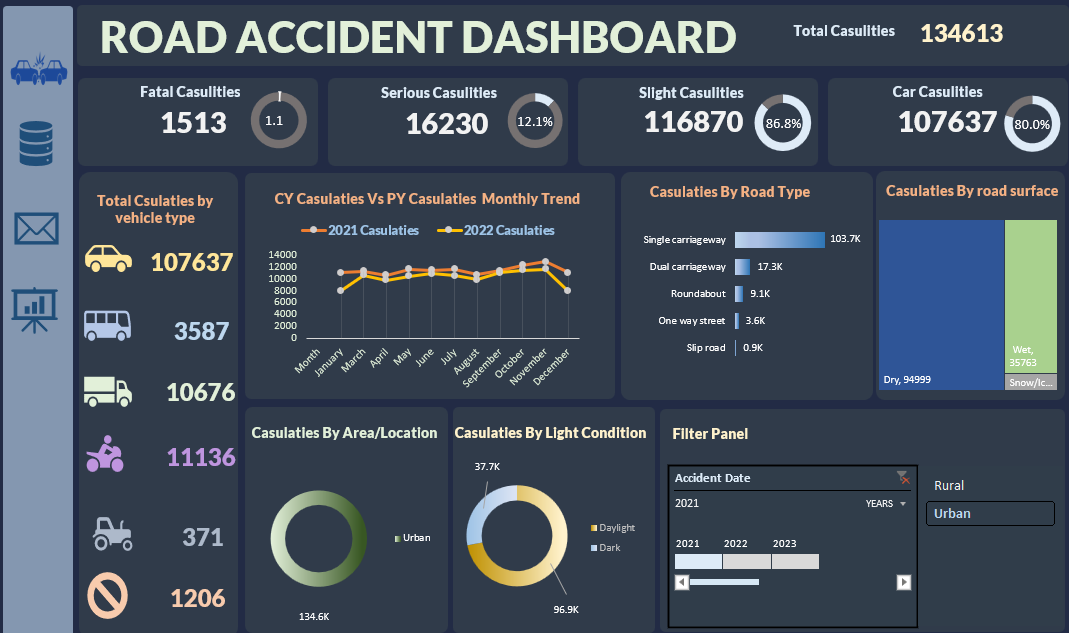 ROAD ACCIDENT DASHBOARD
Total Casulities
134613
Fatal Casulities
1513
1.1
Serious Casulities
16230
12.1%
Slight Casulities
116870
86.8%
Car Casulities
107637
80.0%
Total Csulaties by
vehicle type
107637
3587
10676
11136
371
1206
CY Casulaties Vs PY Casulaties Monthly Trend
2021 Casulaties
2022 Casulaties
14000
12000
10000
8000
6000
4000
2000
0
Month
January
March
April
May
June
July
August
September
October
November
December
Casulaties By Road Type
Single carriageway
103.7K
Dual carriageway
17.3K
Roundabout
9.1K
One way street
3.6K
Slip road
0.9K
Casulaties By road surface
Dry, 94999
Wet,
35763
Snow/Ic...
Casulaties By Area/Location
Urban
134.6K
Casulaties By Light Condition
37.7K
Daylight
Dark
96.9K
Filter Panel
Accident Date
2021
YEARS
2021
2022
2023
Rural
Urban